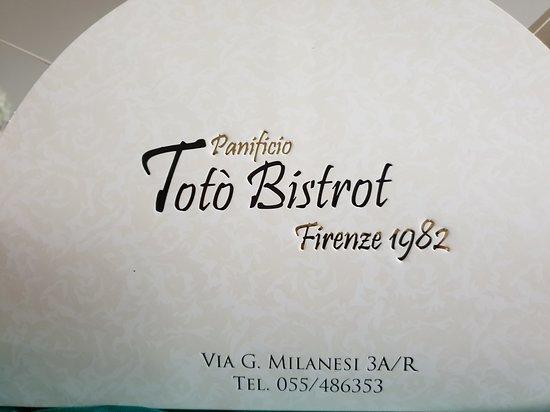 Panificio
Totò Bistrot
Firenze 1982
Via G. Milanesi 3A/R
Tel. 055/486353